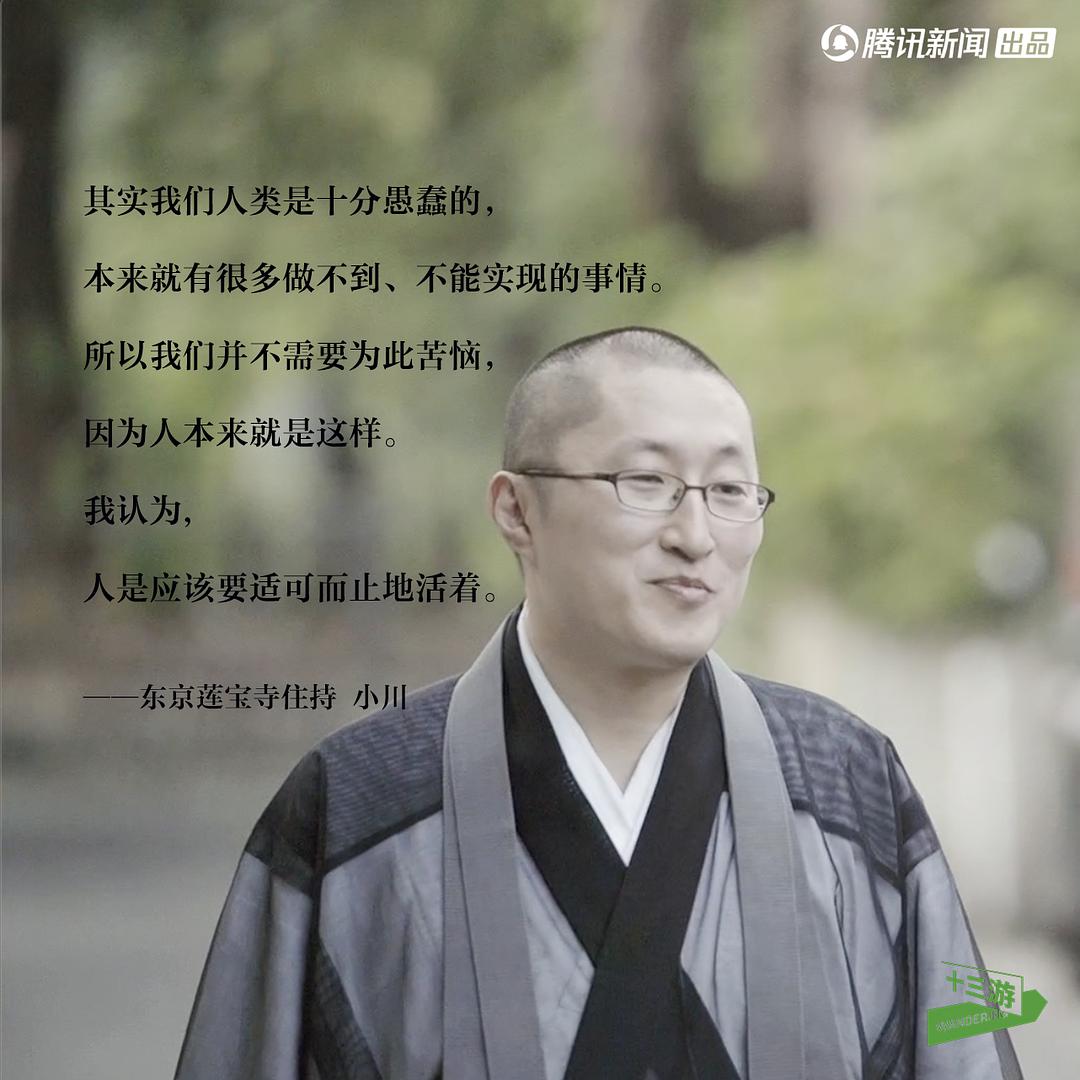 腾讯新闻 出品
其实我们人类是十分愚蠢的，
本来就有很多做不到、不能实现的事情。
所以我们并不需要为此苦恼，
因为人本来就是这样。
我认为，
人是应该要适可而止地活着。
——东京莲宝寺住持 小川
十三游